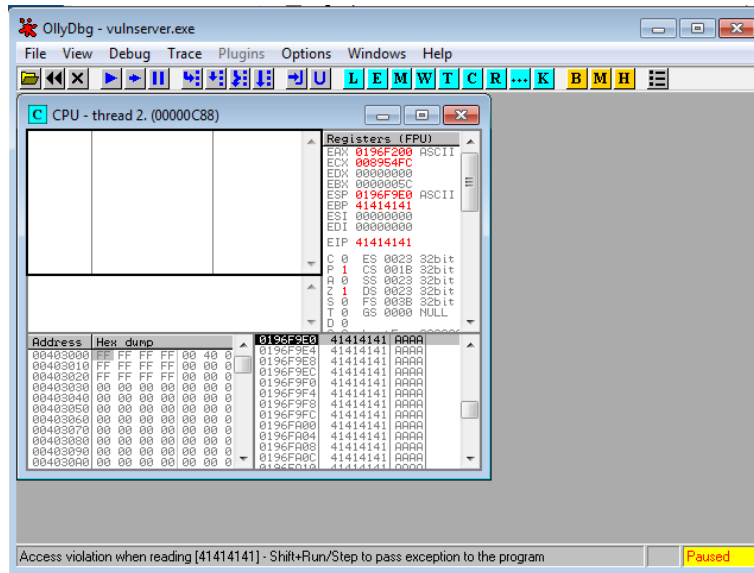 OllyDbg - vulnserver.exe
File View Debug Trace Plugins Options Windows Help
L E M W T C R ... K B M H
C CPU - thread 2. (00000C88)
Registers (FPU)
EAX 0196F200 ASCII
ECX 008954FC
EDX 00000000
EBX 0000005C
ESP 0196F9E0 ASCII
EBP 41414141
ESI 00000000
EDI 00000000
EIP 41414141
C 0 ES 0023 32bit
P 1 CS 001B 32bit
A 0 SS 0023 32bit
Z 1 DS 0023 32bit
S 0 FS 003B 32bit
T 0 GS 0000 NULL
D 0
Address Hex dump
00403000 FF FF FF FF 00 40 0
00403010 FF FF FF FF 00 00 0
00403020 FF FF FF FF 00 00 0
00403030 00 00 00 00 00 00 0
00403040 00 00 00 00 00 00 0
00403050 00 00 00 00 00 00 0
00403060 00 00 00 00 00 00 0
00403070 00 00 00 00 00 00 0
00403080 00 00 00 00 00 00 0
00403090 00 00 00 00 00 00 0
004030A0 00 00 00 00 00 00 0
0196F9E0 41414141 AAAA
0196F9E4 41414141 AAAA
0196F9E8 41414141 AAAA
0196F9EC 41414141 AAAA
0196F9F0 41414141 AAAA
0196F9F4 41414141 AAAA
0196F9F8 41414141 AAAA
0196F9FC 41414141 AAAA
0196FA00 41414141 AAAA
0196FA04 41414141 AAAA
0196FA08 41414141 AAAA
0196FA0C 41414141 AAAA
0196FA10 41414141 AAAA
Access violation when reading [41414141] - Shift+Run/Step to pass exception to the program
Paused